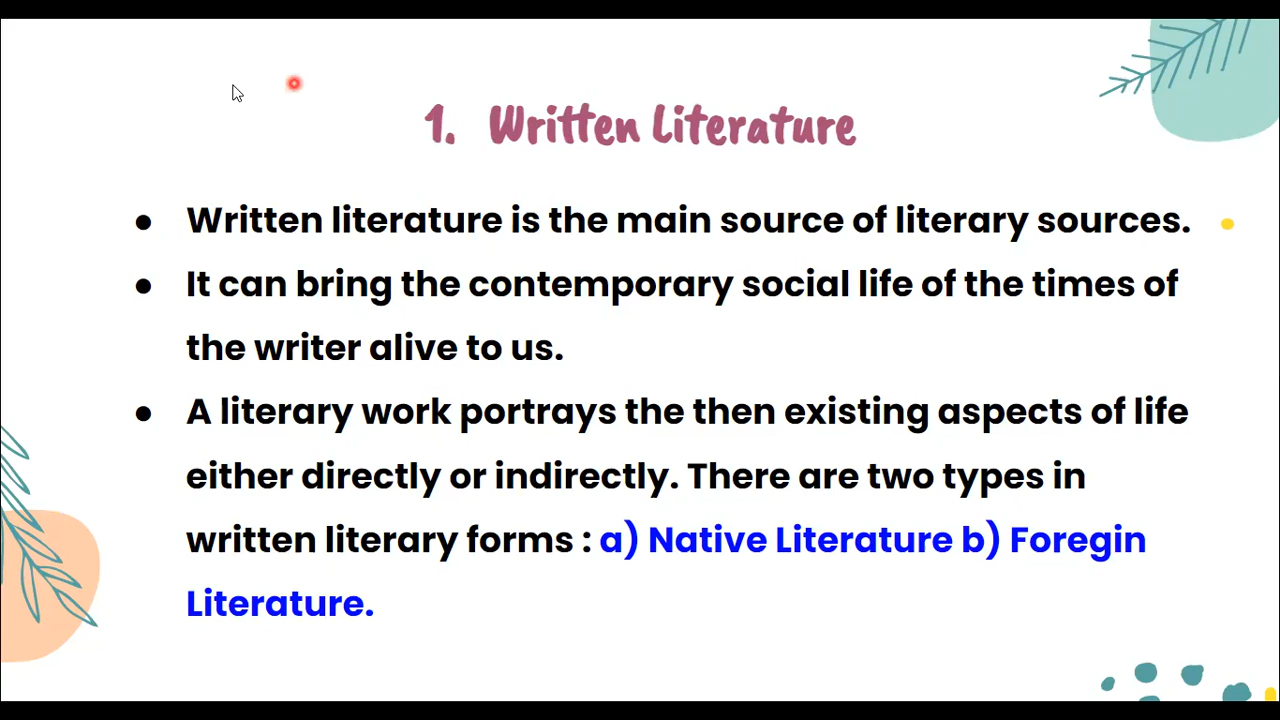 1. Written Literature
● Written literature is the main source of literary sources.
● It can bring the contemporary social life of the times of
the writer alive to us.
● A literary work portrays the then existing aspects of life
either directly or indirectly. There are two types in
written literary forms : a) Native Literature b) Foregin
Literature.